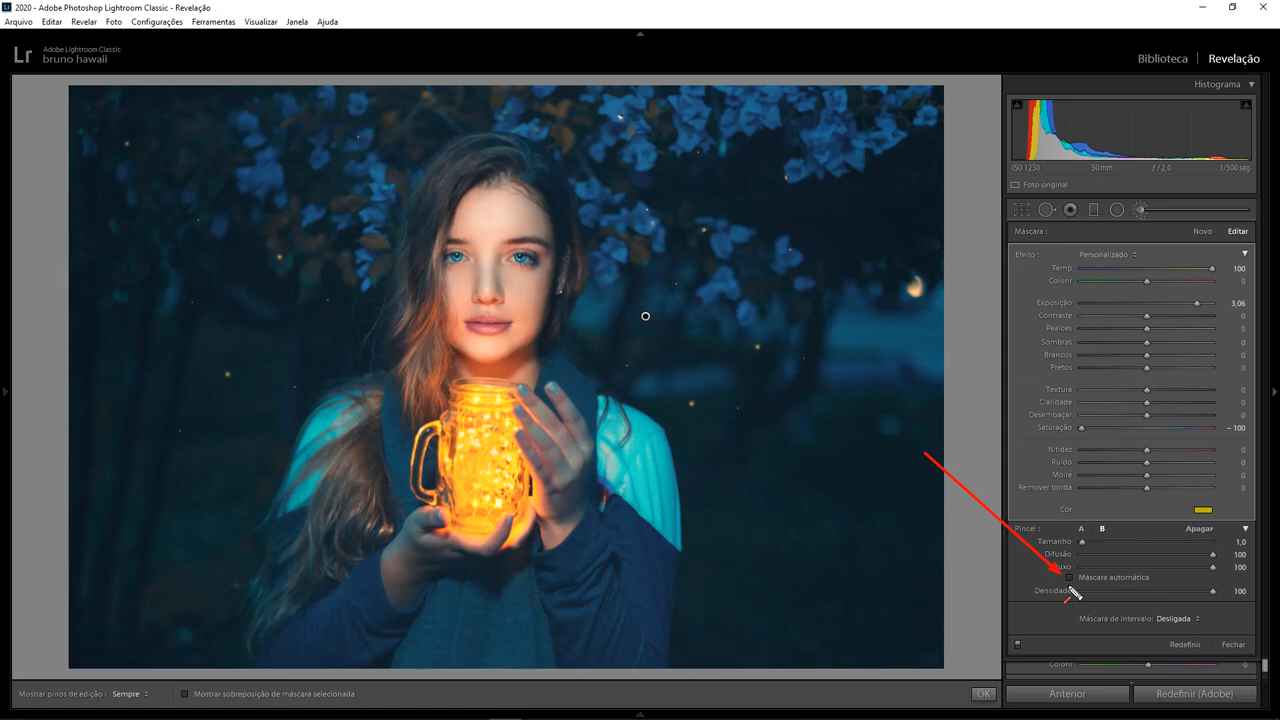 Lr 2020 - Adobe Photoshop Lightroom Classic - Revelação
Arquivo Editar Revelar Foto Configurações Ferramentas Visualizar Janela Ajuda
Lr
Adobe Lightroom Classic
bruno hawaii
Biblioteca | Revelação
Histograma
ISO 1250 50 mm ƒ / 2,0 1/500 seg
Foto original
Máscara : Novo Editar
Efeito : Personalizado
Temp 100
Colorir 0
Exposição 3,06
Contraste 0
Realces 0
Sombras 0
Brancos 0
Pretos 0
Textura 0
Claridade 0
Desembaçar 0
Saturação – 100
Nitidez 0
Ruído 0
Moiré 0
Remover borda 0
Cor
Pincel : A B Apagar
Tamanho 1,0
Difusão 100
100
Máscara automática
Densidade 100
Máscara de intervalo: Desligada
Redefinir Fechar
Colorir 0
Mostrar pinos de edição : Sempre Mostrar sobreposição de máscara selecionada OK
Anterior Redefinir (Adobe)